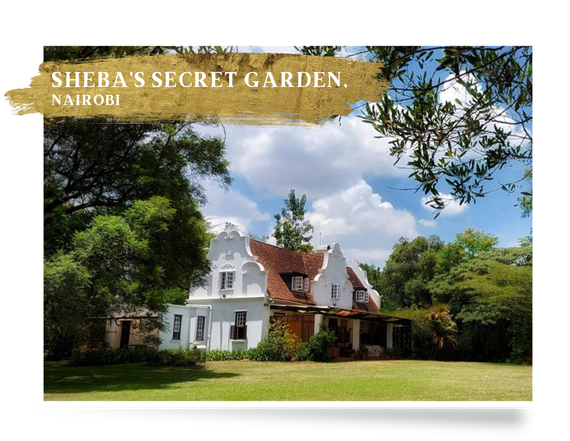 SHEBA'S SECRET GARDEN,
NAIROBI